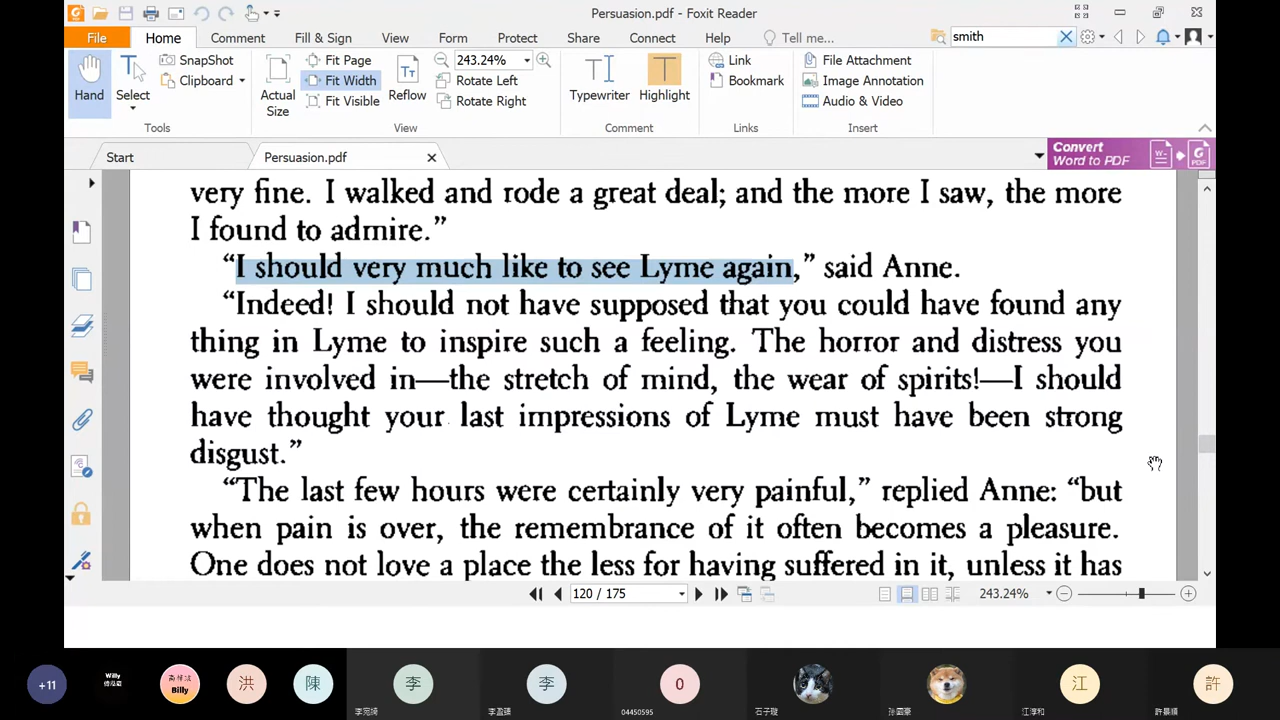 Persuasion.pdf - Foxit Reader
File Home Comment Fill & Sign View Form Protect Share Connect Help Tell me... smith
SnapShot Fit Page 243.24% Rotate Left Link File Attachment
Hand Select Clipboard Actual Size Fit Width Reflow Rotate Right Typewriter Highlight Bookmark Image Annotation
Fit Visible Audio & Video
Tools View Comment Links Insert
Start Persuasion.pdf Convert Word to PDF
very fine. I walked and rode a great deal; and the more I saw, the more
I found to admire.”
“I should very much like to see Lyme again,” said Anne.
“Indeed! I should not have supposed that you could have found any
thing in Lyme to inspire such a feeling. The horror and distress you
were involved in—the stretch of mind, the wear of spirits!—I should
have thought your last impressions of Lyme must have been strong
disgust.”
“The last few hours were certainly very painful,” replied Anne: “but
when pain is over, the remembrance of it often becomes a pleasure.
One does not love a place the less for having suffered in it, unless it has
120 / 175 243.24%
+11 Willy Billy 洪 陳 李 李 0 江 許
04450595 石子璇 江淳和